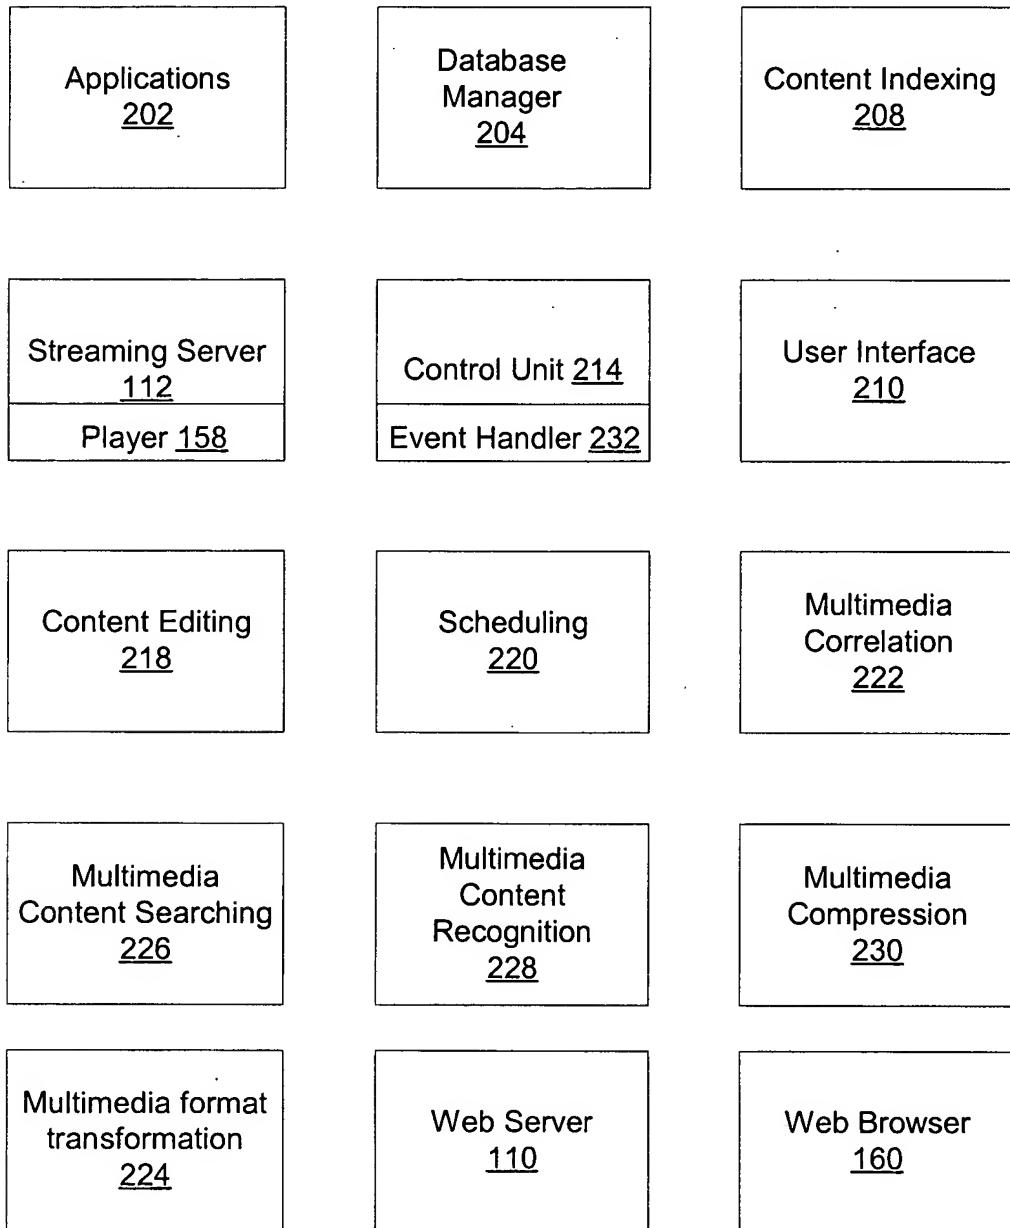 Applications
202
Database
Manager
204
Content Indexing
208
Streaming Server
112
Player 158
Control Unit 214
Event Handler 232
User Interface
210
Content Editing
218
Scheduling
220
Multimedia
Correlation
222
Multimedia
Content Searching
226
Multimedia
Content
Recognition
228
Multimedia
Compression
230
Multimedia format
transformation
224
Web Server
110
Web Browser
160